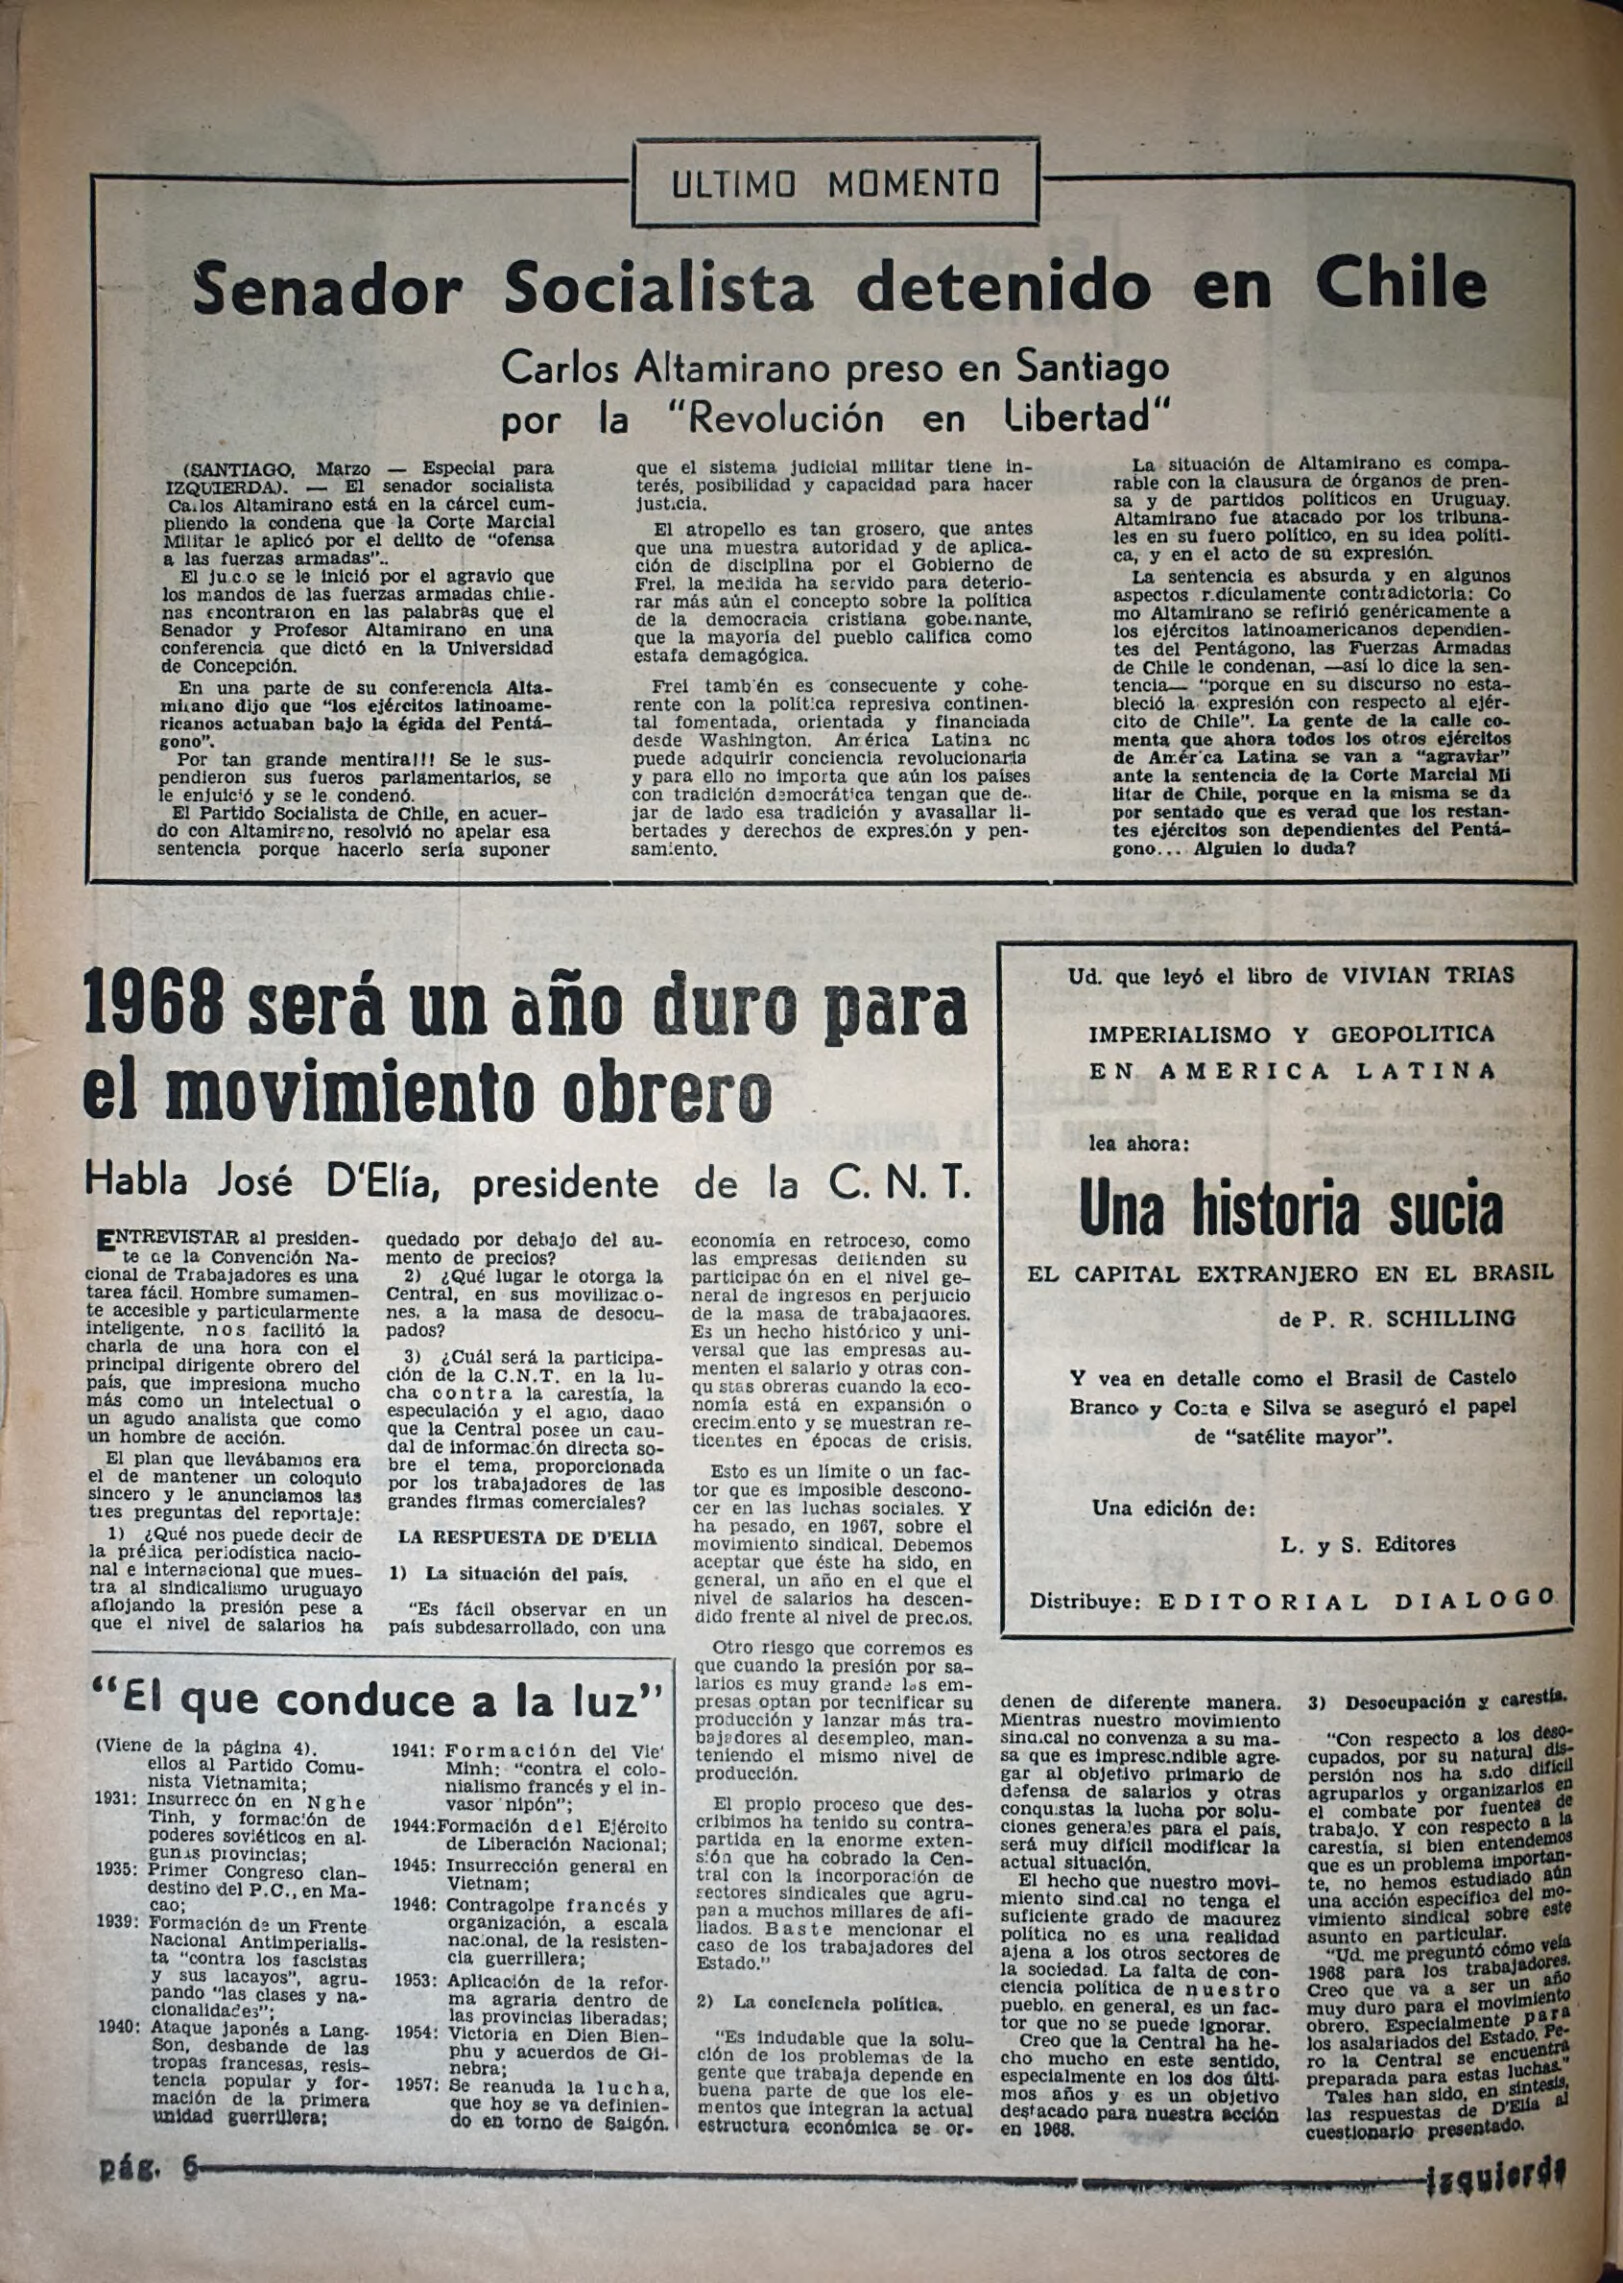 ULTIMO MOMENTO
Senador Socialista detenido en Chile
Carlos Altamirano preso en Santiago
por la "Revolución en Libertad"
(SANTIAGO, Marzo — Especial para
IZQUIERDA). — El senador socialista
Carlos Altamirano está en la cárcel cum-
pliendo la condena que la Corte Marcial
Militar le aplicó por el delito de "ofensa
a las fuerzas armadas"..
El ju c o se le inició por el agravio que
los mandos de las fuerzas armadas chile-
nas encontraron en las palabras que el
Senador y Profesor Altamirano en una
conferencia que dictó en la Universidad
de Concepción.
En una parte de su conferencia Alta-
mirano dijo que "los ejércitos latinoame-
ricanos actuaban bajo la égida del Pentá-
gono".
Por tan grande mentira!!! Se le sus-
pendieron sus fueros parlamentarios, se
le enjuició y se le condenó.
El Partido Socialista de Chile, en acuer-
do con Altamirano, resolvió no apelar esa
sentencia porque hacerlo sería suponer
que el sistema judicial militar tiene in-
terés, posibilidad y capacidad para hacer
justicia.
El atropello es tan grosero, que antes
que una muestra autoridad y de aplica-
ción de disciplina por el Gobierno de
Frei, la medida ha servido para deterio-
rar más aún el concepto sobre la política
de la democracia cristiana gobernante,
que la mayoría del pueblo califica como
estafa demagógica.
Frei también es consecuente y cohe-
rente con la política represiva continen-
tal fomentada, orientada y financiada
desde Washington. América Latina no
puede adquirir conciencia revolucionaria
y para ello no importa que aún los países
con tradición democrática tengan que de-
jar de lado esa tradición y avasallar li-
bertades y derechos de expresión y pen-
samiento.
La situación de Altamirano es compa-
rable con la clausura de órganos de pren-
sa y de partidos políticos en Uruguay.
Altamirano fue atacado por los tribuna-
les en su fuero político, en su idea políti-
ca, y en el acto de su expresión.
La sentencia es absurda y en algunos
aspectos ridiculamente contradictoria: Co
mo Altamirano se refirió genéricamente a
los ejércitos latinoamericanos dependien-
tes del Pentágono, las Fuerzas Armadas
de Chile le condenan, —así lo dice la sen-
tencia— "porque en su discurso no esta-
bleció la expresión con respecto al ejér-
cito de Chile". La gente de la calle co-
menta que ahora todos los otros ejércitos
de América Latina se van a "agraviar"
ante la sentencia de la Corte Marcial Mi
litar de Chile, porque en la misma se da
por sentado que es verad que los restan-
tes ejércitos son dependientes del Pentá-
gono... Alguien lo duda?
1968 será un año duro para
el movimiento obrero
Habla José D'Elía, presidente de la C. N. T.
ENTREVISTAR al presiden-
te de la Convención Na-
cional de Trabajadores es una
tarea fácil. Hombre sumamen-
te accesible y particularmente
inteligente, nos facilitó la
charla de una hora con el
principal dirigente obrero del
país, que impresiona mucho
más como un intelectual o
un agudo analista que como
un hombre de acción.
El plan que llevábamos era
el de mantener un coloquio
sincero y le anunciamos las
tres preguntas del reportaje:
1) ¿Qué nos puede decir de
la prédica periodística nacio-
nal e internacional que mues-
tra al sindicalismo uruguayo
aflojando la presión pese a
que el nivel de salarios ha
quedado por debajo del au-
mento de precios?
2) ¿Qué lugar le otorga la
Central, en sus movilizacio-
nes, a la masa de desocu-
pados?
3) ¿Cuál será la participa-
ción de la C.N.T. en la lu-
cha contra la carestía, la
especulación y el agio, dado
que la Central posee un cau-
dal de información directa so-
bre el tema, proporcionada
por los trabajadores de las
grandes firmas comerciales?
LA RESPUESTA DE D'ELIA
1) La situación del país.
"Es fácil observar en un
país subdesarrollado, con una
economía en retroceso, como
las empresas defienden su
participación en el nivel ge-
neral de ingresos en perjuicio
de la masa de trabajadores.
Es un hecho histórico y uni-
versal que las empresas au-
menten el salario y otras con-
quistas obreras cuando la eco-
nomía está en expansión o
crecimiento y se muestran re-
ticentes en épocas de crisis.
Esto es un límite o un fac-
tor que es imposible descono-
cer en las luchas sociales. Y
ha pesado, en 1967, sobre el
movimiento sindical. Debemos
aceptar que éste ha sido, en
general, un año en el que el
nivel de salarios ha descen-
dido frente al nivel de precios.
Otro riesgo que corremos es
que cuando la presión por sa-
larios es muy grande las em-
presas optan por tecnificar su
producción y lanzar más tra-
bajadores al desempleo, man-
teniendo el mismo nivel de
producción.
El propio proceso que des-
cribimos ha tenido su contra-
partida en la enorme exten-
sión que ha cobrado la Cen-
tral con la incorporación de
sectores sindicales que agru-
pan a muchos millares de afi-
liados. Baste mencionar el
caso de los trabajadores del
Estado."
2) La conciencia política.
"Es indudable que la solu-
ción de los problemas de la
gente que trabaja depende en
buena parte de que los ele-
mentos que integran la actual
estructura económica se or-
denen de diferente manera.
Mientras nuestro movimiento
sindical no convenza a su ma-
sa que es imprescindible agre-
gar al objetivo primario de
defensa de salarios y otras
conquistas la lucha por solu-
ciones generales para el país,
será muy difícil modificar la
actual situación.
El hecho que nuestro movi-
miento sindical no tenga el
suficiente grado de madurez
política no es una realidad
ajena a los otros sectores de
la sociedad. La falta de con-
ciencia política de nuestro
pueblo, en general, es un fac-
tor que no se puede ignorar.
Creo que la Central ha he-
cho mucho en este sentido,
especialmente en los dos últi-
mos años y es un objetivo
destacado para nuestra acción
en 1968.
3) Desocupación y carestía.
"Con respecto a los deso-
cupados, por su natural dis-
persión nos ha sido difícil
agruparlos y organizarlos en
el combate por fuentes de
trabajo. Y con respecto a la
carestía, si bien entendemos
que es un problema importan-
te, no hemos estudiado aún
una acción específica del mo-
vimiento sindical sobre este
asunto en particular.
"Ud. me preguntó cómo veía
1968 para los trabajadores.
Creo que va a ser un año
muy duro para el movimiento
obrero. Especialmente para
los asalariados del Estado. Pe-
ro la Central se encuentra
preparada para estas luchas."
Tales han sido, en síntesis,
las respuestas de D'Elía al
cuestionario presentado.
Ud. que leyó el libro de VIVIAN TRIAS
IMPERIALISMO Y GEOPOLITICA
EN AMERICA LATINA
lea ahora:
Una historia sucia
EL CAPITAL EXTRANJERO EN EL BRASIL
de P. R. SCHILLING
Y vea en detalle como el Brasil de Castelo
Branco y Costa e Silva se aseguró el papel
de "satélite mayor".
Una edición de:
L. y S. Editores
Distribuye: EDITORIAL DIALOGO
"El que conduce a la luz"
(Viene de la página 4).
ellos al Partido Comu-
nista Vietnamita;
1931: Insurrección en Nghe
Tinh, y formación de
poderes soviéticos en al-
gunas provincias;
1935: Primer Congreso clan-
destino del P.C., en Ma-
cao;
1939: Formación de un Frente
Nacional Antimperialis-
ta "contra los fascistas
y sus lacayos", agru-
pando "las clases y na-
cionalidades";
1940: Ataque japonés a Lang-
Son, desbande de las
tropas francesas, resis-
tencia popular y for-
mación de la primera
unidad guerrillera;
1941: Formación del Vie'
Minh: "contra el colo-
nialismo francés y el in-
vasor nipón";
1944:Formación del Ejército
de Liberación Nacional;
1945: Insurrección general en
Vietnam;
1946: Contragolpe francés y
organización, a escala
nacional, de la resisten-
cia guerrillera;
1953: Aplicación de la refor-
ma agraria dentro de
las provincias liberadas;
1954: Victoria en Dien Bien-
phu y acuerdos de Gi-
nebra;
1957: Se reanuda la lucha,
que hoy se va definien-
do en torno de Saigón.
pág. 6
izquierda